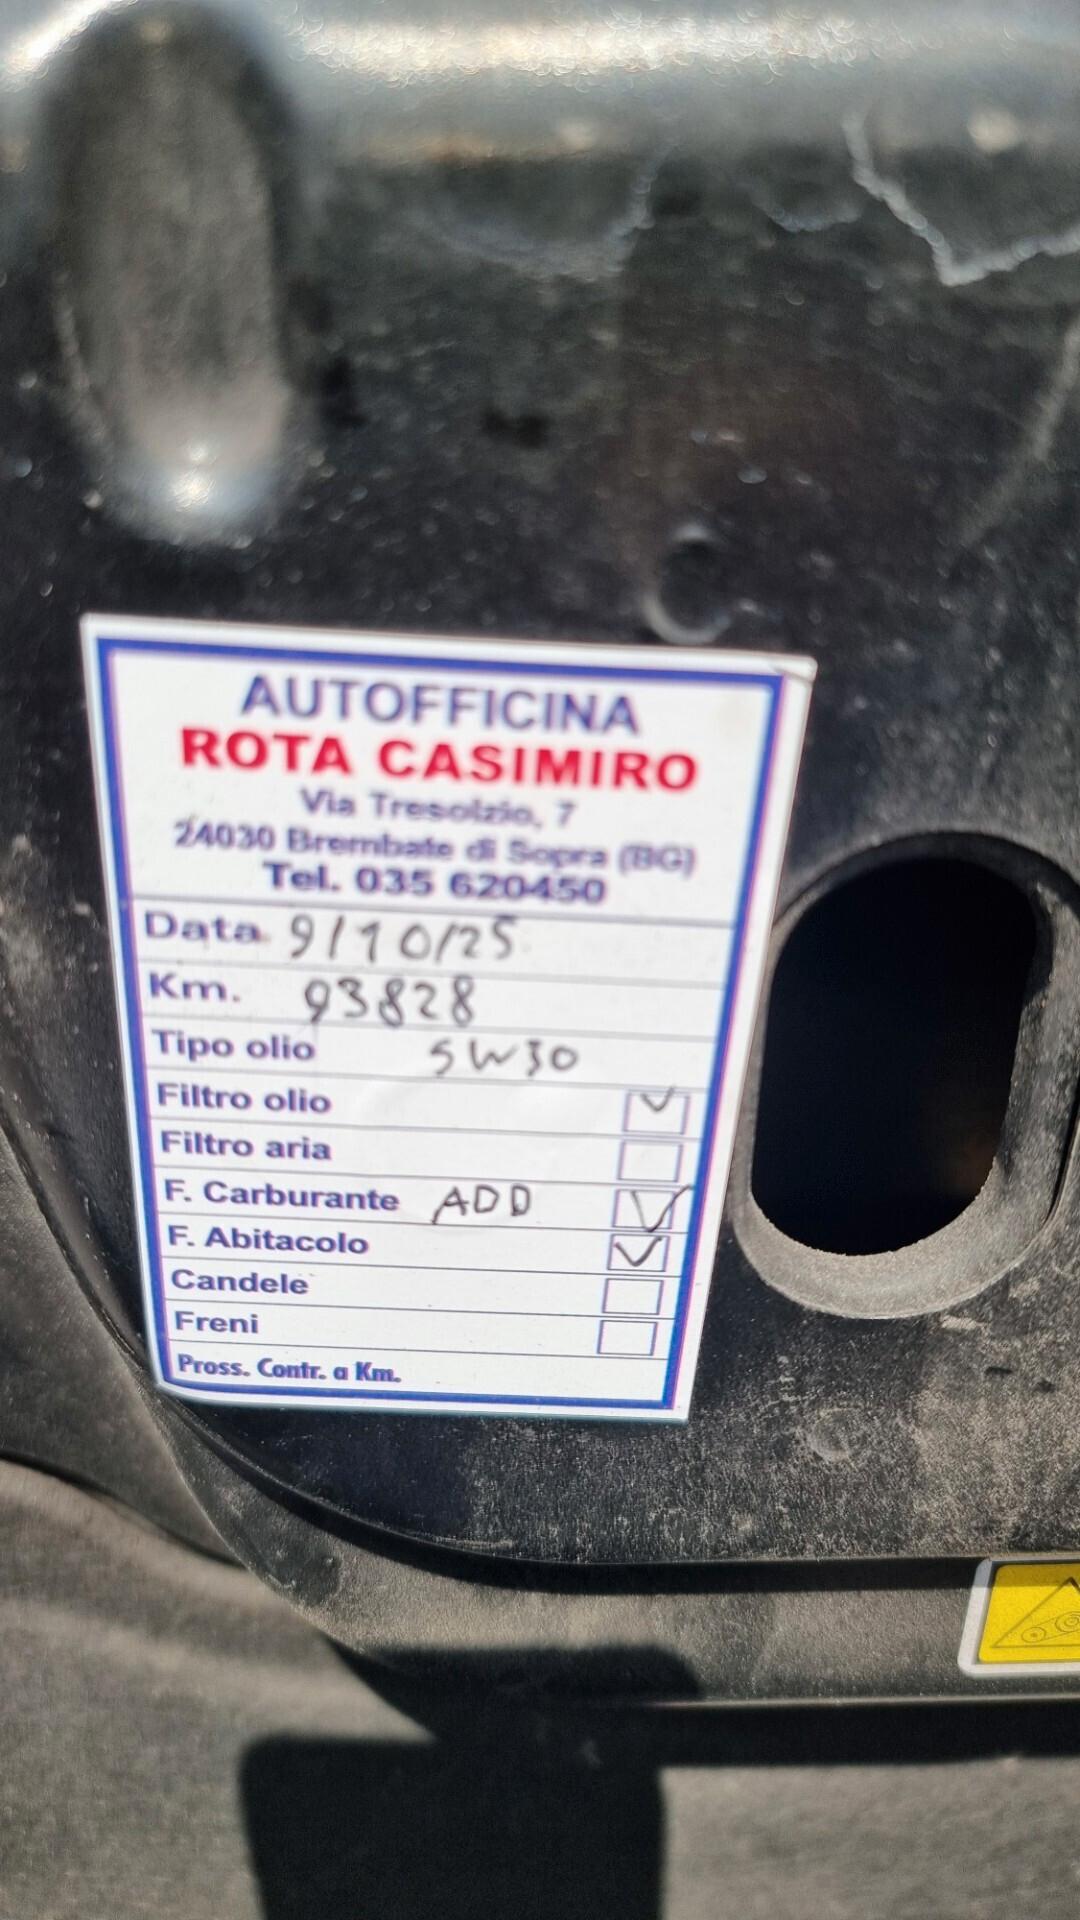 AUTOFFICINA
ROTA CASIMIRO
Via Tresolzio, 7
24030 Brembate di Sopra (BG)
Tel. 035 620450
Data 9/10/25
Km. 93828
Tipo olio 5W30
Filtro olio
Filtro aria
F. Carburante ADD
F. Abitacolo
Candele
Freni
Pross. Contr. a Km.